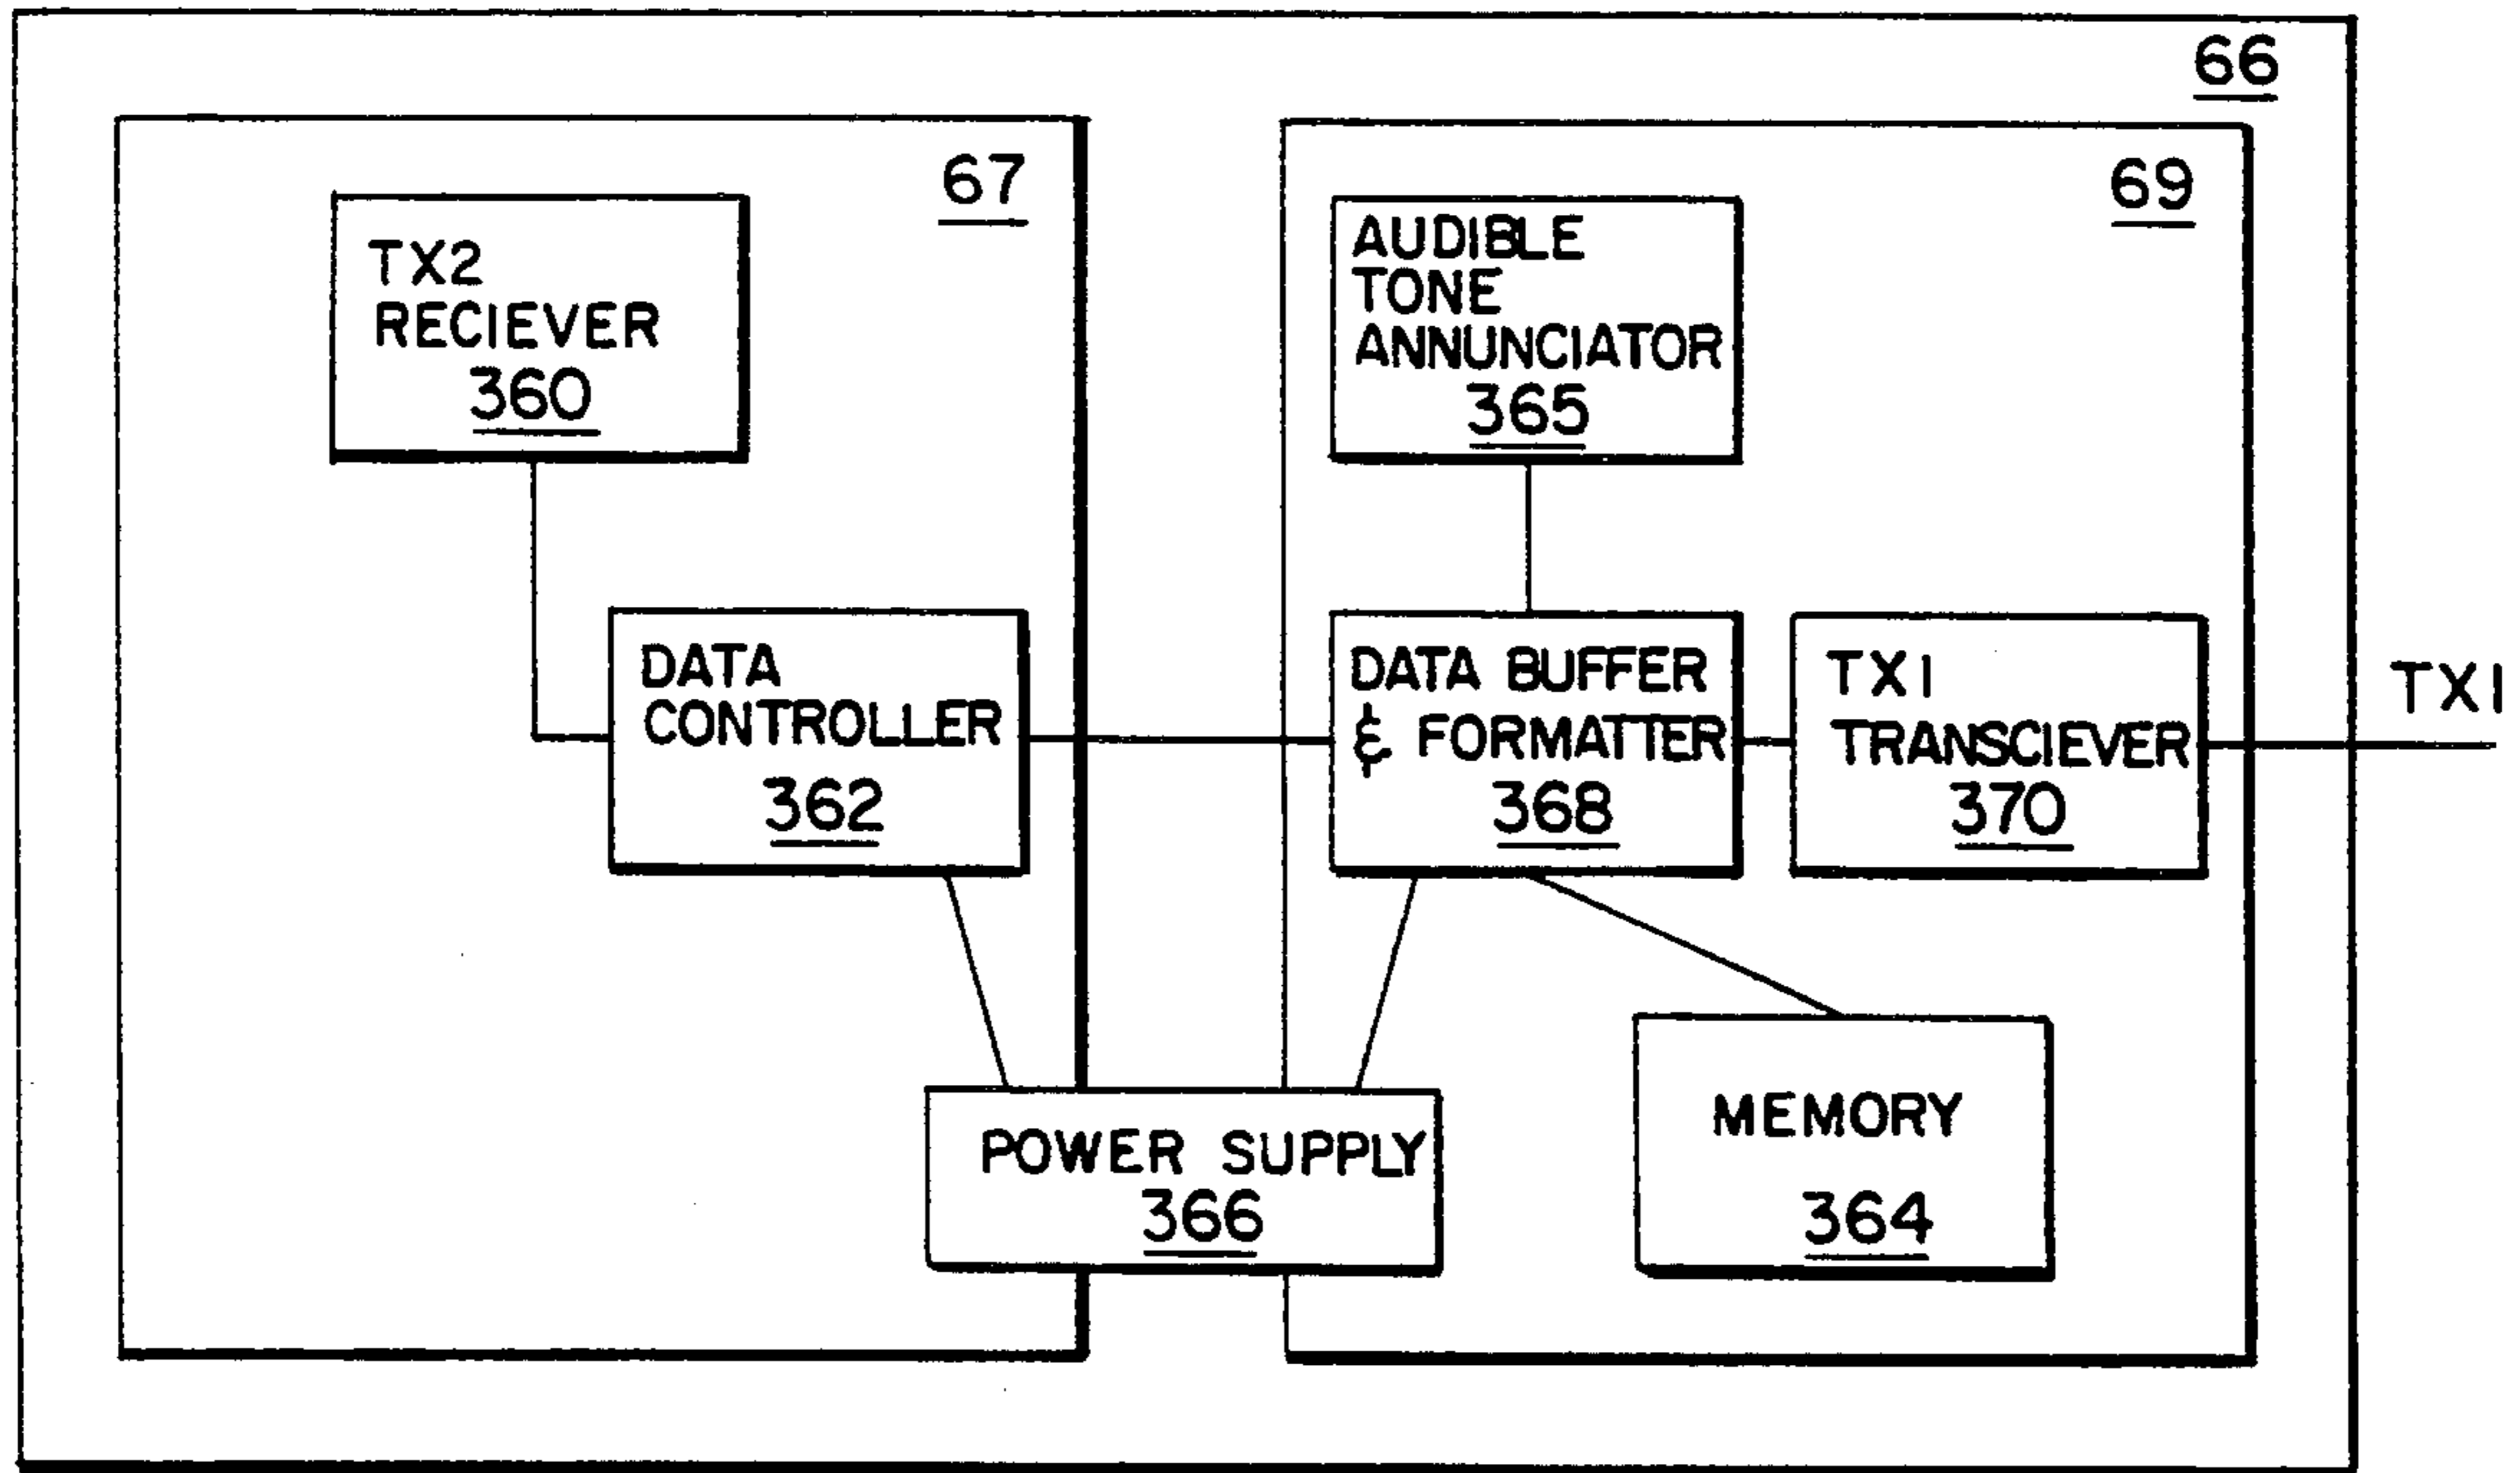 66
67
TX2
RECIEVER
360
69
AUDIBLE
TONE
ANNUNCIATOR
365
DATA
CONTROLLER
362
DATA BUFFER
& FORMATTER
368
TX1
TRANSCIEVER
370
TX1
POWER SUPPLY
366
MEMORY
364